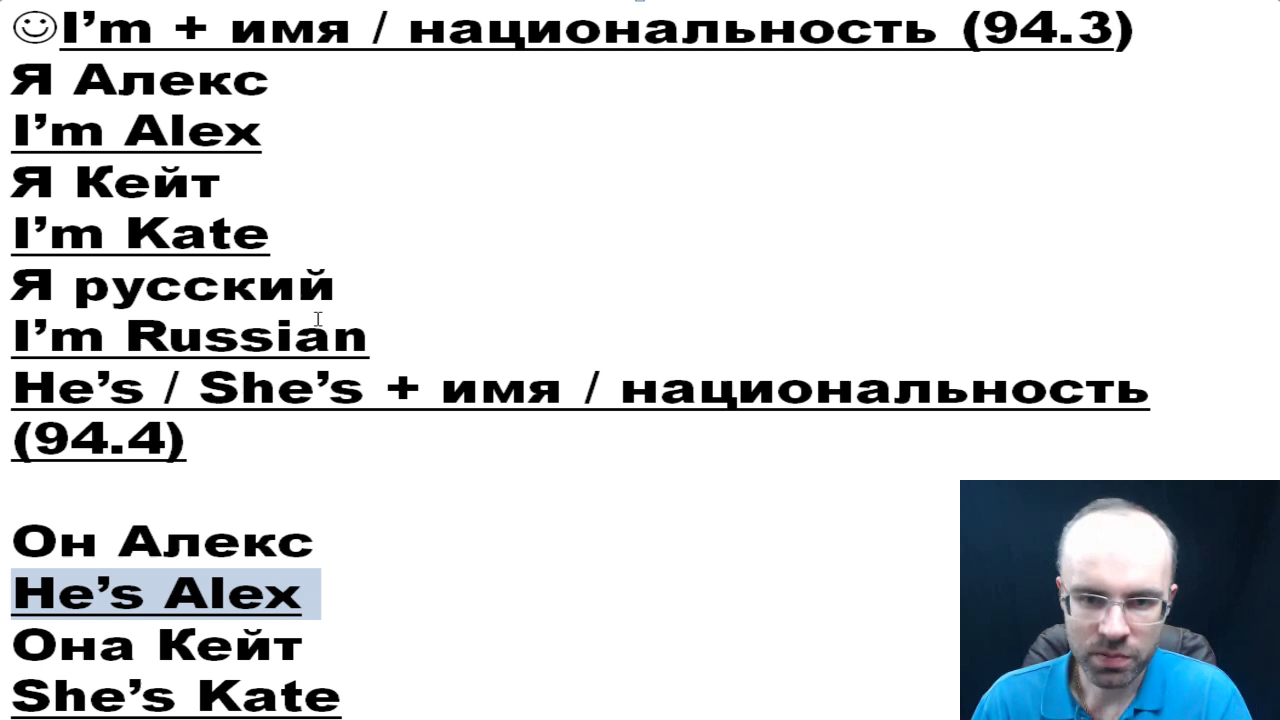 ☺I’m + имя / национальность (94.3)
Я Алекс
I’m Alex
Я Кейт
I’m Kate
Я русский
I’m Russian
He’s / She’s + имя / национальность
(94.4)
Он Алекс
He’s Alex
Она Кейт
She’s Kate